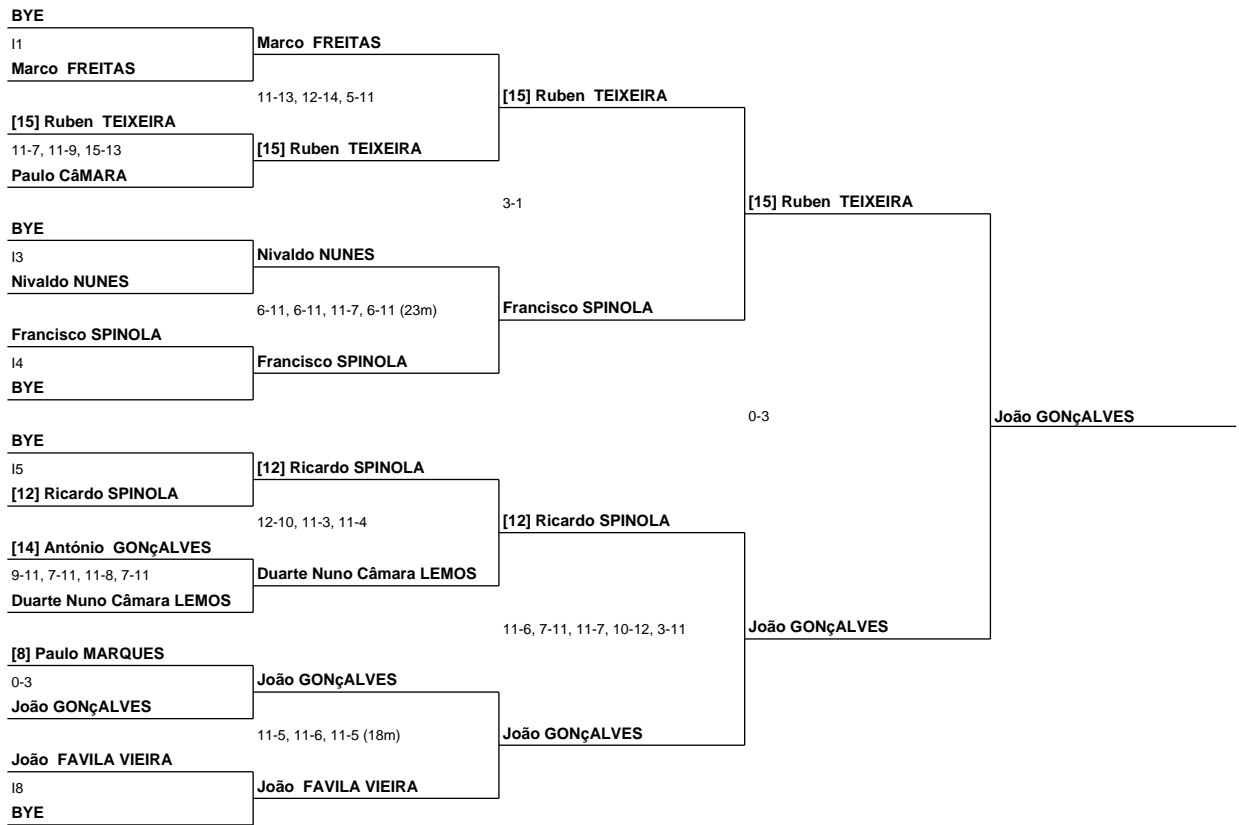 BYE
I1
Marco FREITAS
[15] Ruben TEIXEIRA
11-7, 11-9, 15-13
Paulo CâMARA
BYE
I3
Nivaldo NUNES
Francisco SPINOLA
I4
BYE
BYE
I5
[12] Ricardo SPINOLA
[14] António GONçALVES
9-11, 7-11, 11-8, 7-11
Duarte Nuno Câmara LEMOS
[8] Paulo MARQUES
0-3
João GONçALVES
João FAVILA VIEIRA
I8
BYE
Marco FREITAS
11-13, 12-14, 5-11
[15] Ruben TEIXEIRA
Nivaldo NUNES
6-11, 6-11, 11-7, 6-11 (23m)
Francisco SPINOLA
[12] Ricardo SPINOLA
12-10, 11-3, 11-4
Duarte Nuno Câmara LEMOS
João GONçALVES
11-5, 11-6, 11-5 (18m)
João FAVILA VIEIRA
[15] Ruben TEIXEIRA
3-1
Francisco SPINOLA
[12] Ricardo SPINOLA
11-6, 7-11, 11-7, 10-12, 3-11
João GONçALVES
[15] Ruben TEIXEIRA
0-3
João GONçALVES
João GONçALVES